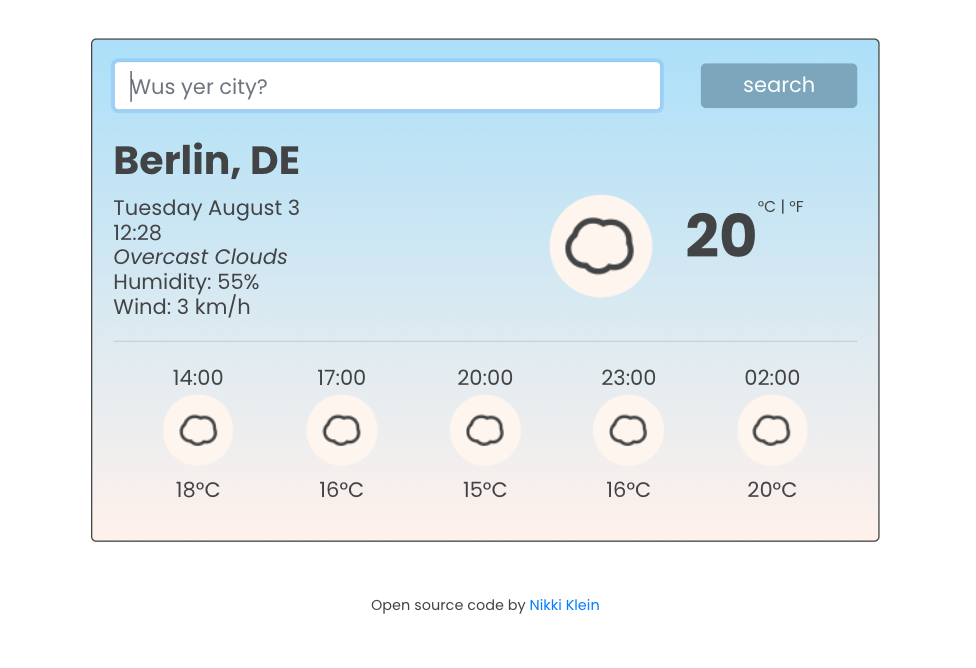 Wus yer city?
search
Berlin, DE
Tuesday August 3
12:28
Overcast Clouds
Humidity: 55%
Wind: 3 km/h
20
°C | °F
14:00 17:00 20:00 23:00 02:00
18°C 16°C 15°C 16°C 20°C
Open source code by Nikki Klein